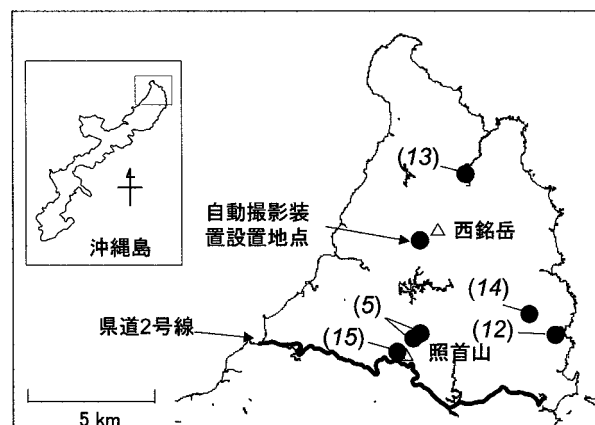 (13)
自動撮影装
置設置地点
西銘岳
沖縄島
(14)
(5)
県道2号線
(12)
(15)
照首山
5 km